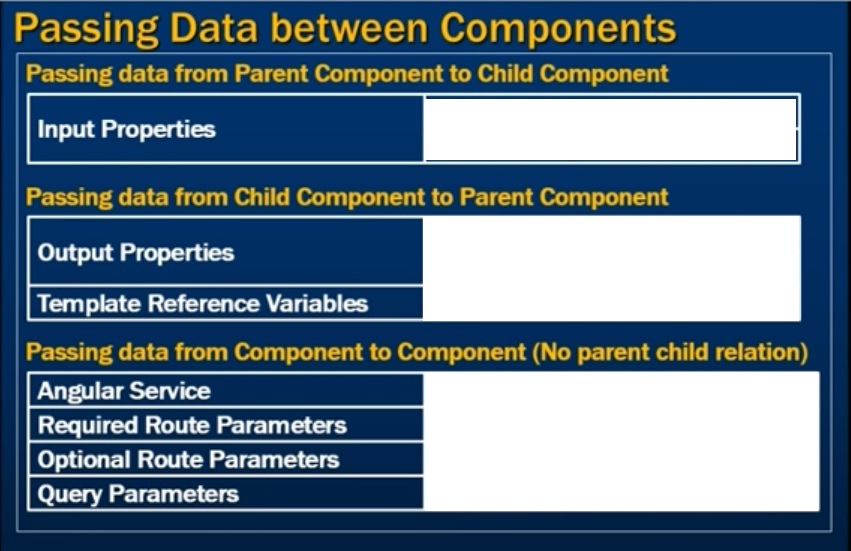 Passing Data between Components
Passing data from Parent Component to Child Component
Input Properties
Passing data from Child Component to Parent Component
Output Properties
Template Reference Variables
Passing data from Component to Component (No parent child relation)
Angular Service
Required Route Parameters
Optional Route Parameters
Query Parameters